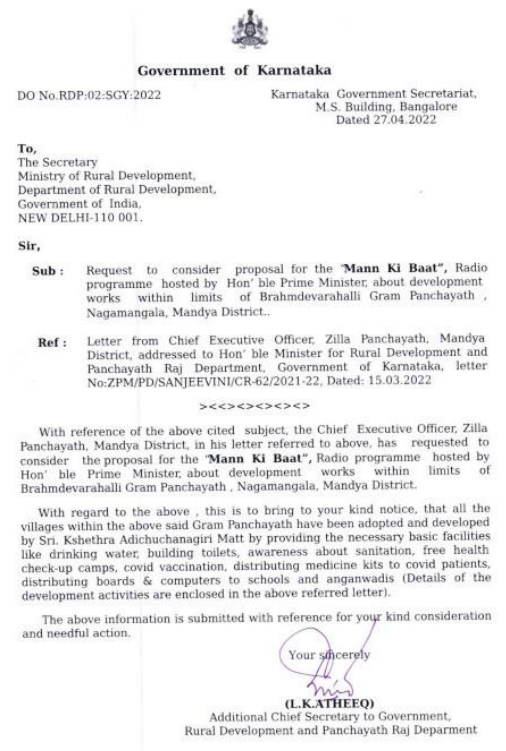 Government of Karnataka
DO No.RDP:02:SGY:2022
Karnataka Government Secretariat,
M.S. Building, Bangalore
Dated 27.04.2022
To,
The Secretary
Ministry of Rural Development,
Department of Rural Development,
Government of India,
NEW DELHI-110 001.
Sir,
Sub : Request to consider proposal for the "Mann Ki Baat", Radio
programme hosted by Hon' ble Prime Minister, about development
works within limits of Brahmdevarahalli Gram Panchayath ,
Nagamangala, Mandya District..
Ref : Letter from Chief Executive Officer, Zilla Panchayath, Mandya
District, addressed to Hon' ble Minister for Rural Development and
Panchayath Raj Department, Government of Karnataka, letter
No:ZPM/PD/SANJEEVINI/CR-62/2021-22, Dated: 15.03.2022
><<><><><><>
With reference of the above cited subject, the Chief Executive Officer, Zilla
Panchayath, Mandya District, in his letter referred to above, has requested to
consider the proposal for the "Mann Ki Baat", Radio programme hosted by
Hon' ble Prime Minister, about development works within limits of
Brahmdevarahalli Gram Panchayath , Nagamangala, Mandya District.
With regard to the above , this is to bring to your kind notice, that all the
villages within the above said Gram Panchayath have been adopted and developed
by Sri. Kshethra Adichuchanagiri Matt by providing the necessary basic facilities
like drinking water, building toilets, awareness about sanitation, free health
check-up camps, covid vaccination, distributing medicine kits to covid patients,
distributing boards & computers to schools and anganwadis (Details of the
development activities are enclosed in the above referred letter).
The above information is submitted with reference for your kind consideration
and needful action.
Your sincerely
(L.K.ATHEEQ)
Additional Chief Secretary to Government,
Rural Development and Panchayath Raj Deparment